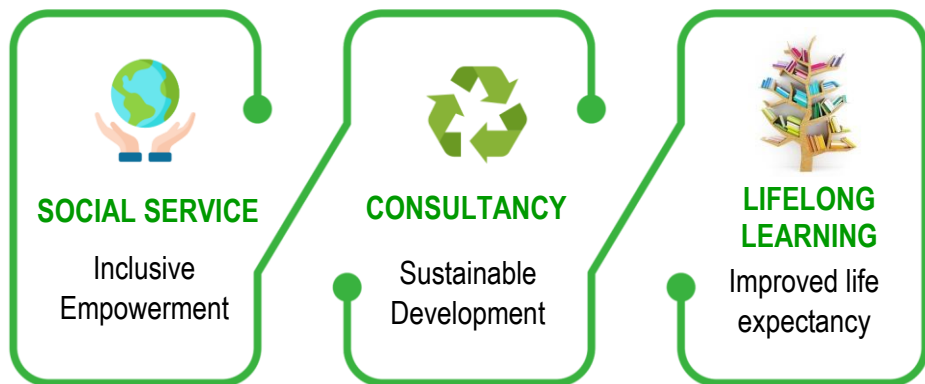 SOCIAL SERVICE
Inclusive
Empowerment
CONSULTANCY
Sustainable
Development
LIFELONG
LEARNING
Improved life
expectancy